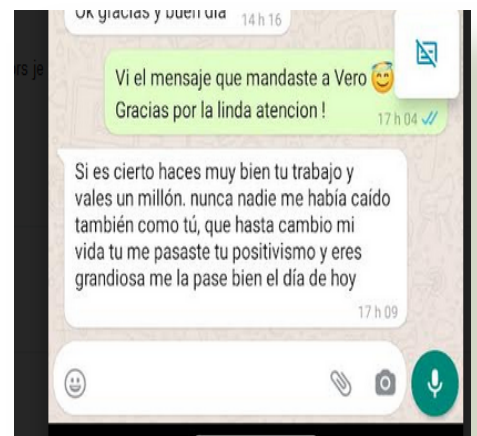 Ok gracias y buen dia 14 h 16
rs je
Vi el mensaje que mandaste a Vero 😇
Gracias por la linda atencion !
17 h 04
Si es cierto haces muy bien tu trabajo y
vales un millón. nunca nadie me había caído
también como tú, que hasta cambio mi
vida tu me pasaste tu positivismo y eres
grandiosa me la pase bien el día de hoy
17 h 09